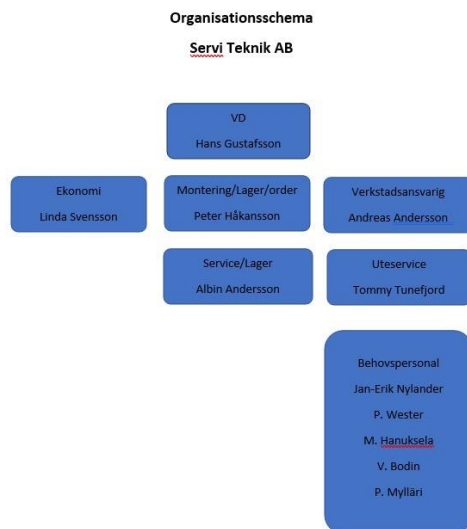 Organisationsschema
Servi Teknik AB
VD
Hans Gustafsson
Ekonomi
Linda Svensson
Montering/Lager/order
Peter Håkansson
Verkstadsansvarig
Andreas Andersson
Service/Lager
Albin Andersson
Uteservice
Tommy Tunefjord
Behovspersonal
Jan-Erik Nylander
P. Wester
M. Hanuksela
V. Bodin
P. Mylläri